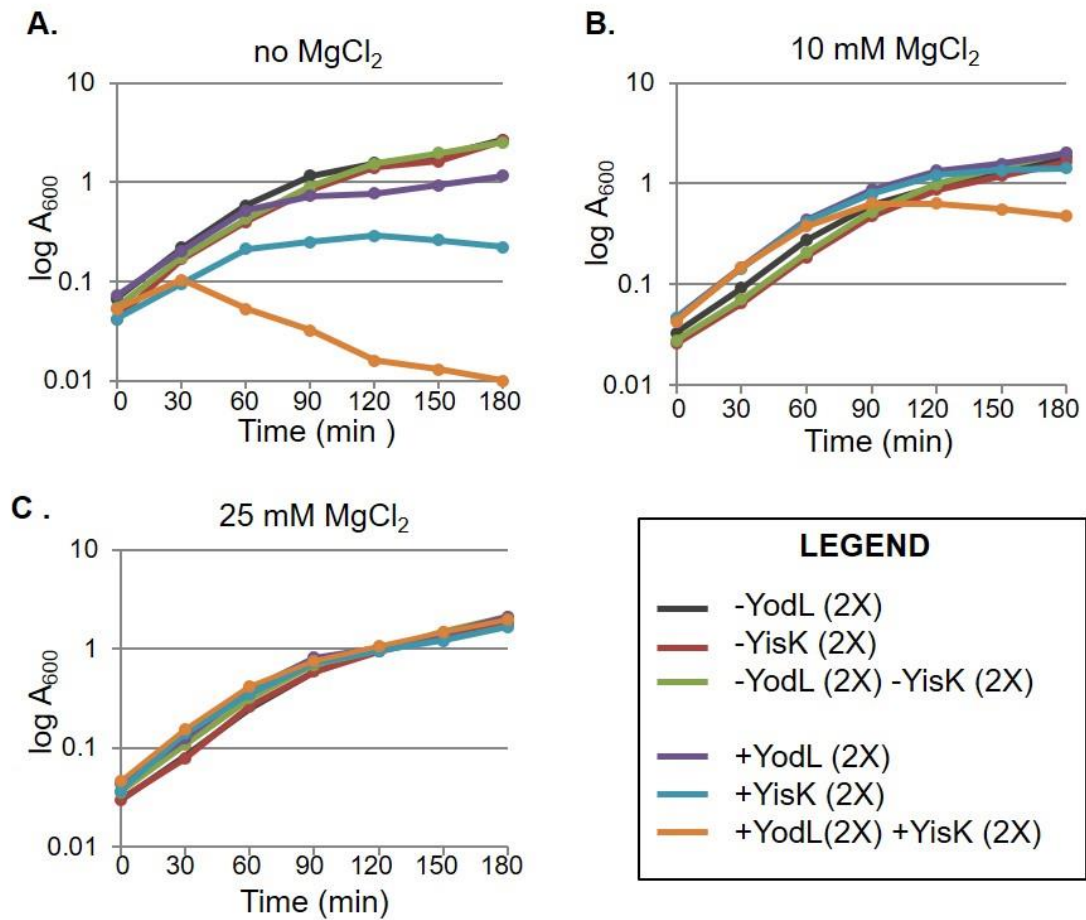 A.
no MgCl₂
10
1
0.1
0.01
log A₆₀₀
0 30 60 90 120 150 180
Time (min )
B.
10 mM MgCl₂
10
1
0.1
0.01
log A₆₀₀
0 30 60 90 120 150 180
Time (min)
C .
25 mM MgCl₂
10
1
0.1
0.01
log A₆₀₀
0 30 60 90 120 150 180
Time (min)
LEGEND
-YodL (2X)
-YisK (2X)
-YodL (2X) -YisK (2X)
+YodL (2X)
+YisK (2X)
+YodL(2X) +YisK (2X)